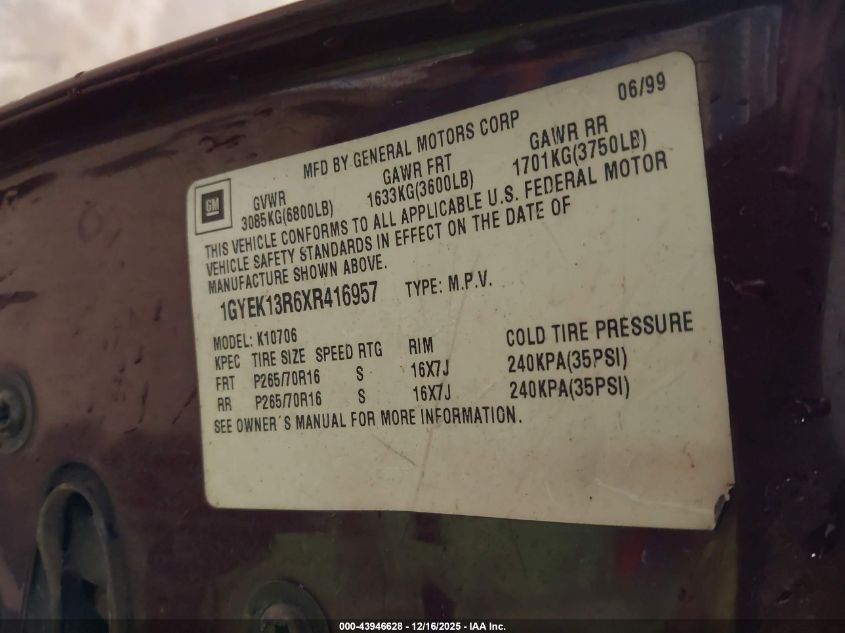 06/99
MFD BY GENERAL MOTORS CORP
GM
GVWR GAWR FRT GAWR RR
3085KG(6800LB) 1633KG(3600LB) 1701KG(3750LB)
THIS VEHICLE CONFORMS TO ALL APPLICABLE U.S. FEDERAL MOTOR
VEHICLE SAFETY STANDARDS IN EFFECT ON THE DATE OF
MANUFACTURE SHOWN ABOVE.
1GYEK13R6XR416957 TYPE: M.P.V.
MODEL: K10706
KPEC TIRE SIZE SPEED RTG RIM COLD TIRE PRESSURE
FRT P265/70R16 S 16X7J 240KPA(35PSI)
RR P265/70R16 S 16X7J 240KPA(35PSI)
SEE OWNER'S MANUAL FOR MORE INFORMATION.
000-43946628 - 12/16/2025 - IAA Inc.